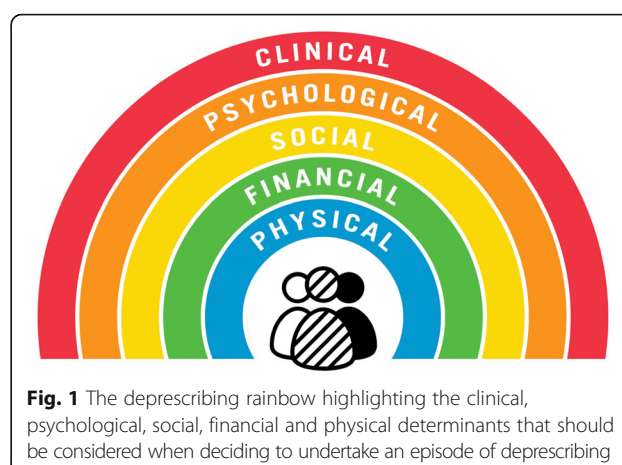 CLINICAL
PSYCHOLOGICAL
SOCIAL
FINANCIAL
PHYSICAL
Fig. 1 The deprescribing rainbow highlighting the clinical,
psychological, social, financial and physical determinants that should
be considered when deciding to undertake an episode of deprescribing